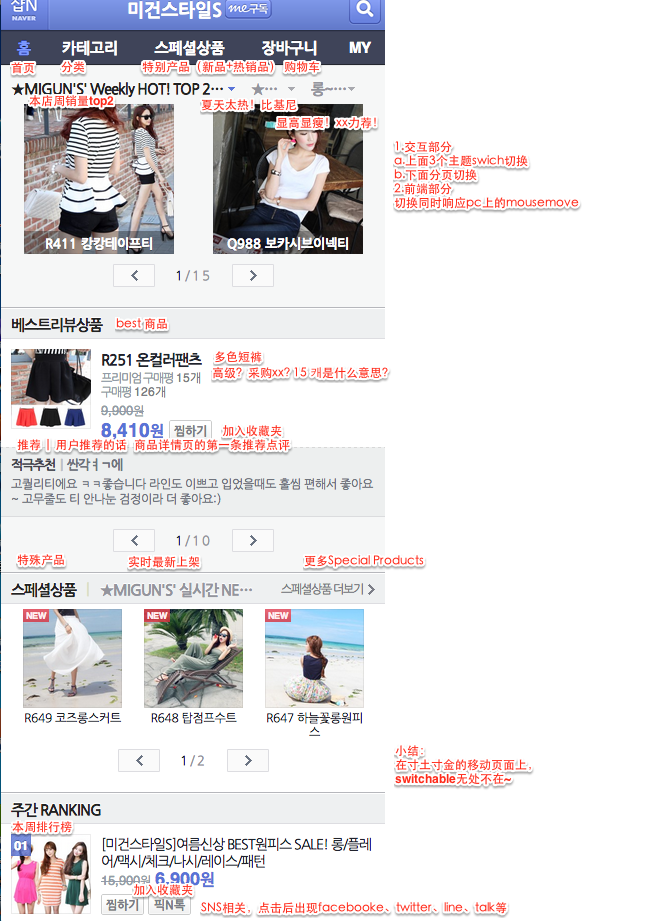 샵N
NAVER
미건스타일S me구독
홈 카테고리 스페셜상품 장바구니 MY
首页 分类 特别产品（新品+热销品） 购物车
★MIGUN'S' Weekly HOT! TOP 2··· ★··· 롱~···
本店周销量top2 夏天太热！比基尼
显高显瘦！xx力荐！
R411 캉캉테이프티 Q988 보카시브이넥티
1 / 1 5
1.交互部分
a.上面3个主题swich切换
b.下面分页切换
2.前端部分
切换同时响应pc上的mousemove
베스트리뷰상품 best 商品
R251 온컬러팬츠 多色短裤
프리미엄 구매평 15개 高级？采购xx？15 개是什么意思？
구매평 126개
9,900원
8,410원 찜하기 加入收藏夹
推荐 | 用户推荐的话 商品详情页的第一条推荐点评
적극추천 | 씬각ㅕㄱ에
고퀄리티에요 ㅋㅋ좋습니다 라인도 이쁘고 입었을때도 훨씸 편해서 좋아요
~ 고무줄도 티 안나눈 검정이라 더 좋아요:)
1 / 1 0
特殊产品 实时最新上架 更多Special Products
스페셜상품 | ★MIGUN'S' 실시간 NE··· 스페셜상품 더보기
NEW NEW NEW
R649 코즈롱스커트 R648 탑점프수트 R647 하늘꽃롱원피
스
1 / 2
小结：
在寸土寸金的移动页面上，
switchable无处不在~
주간 RANKING
本周排行榜
01
[미건스타일S]여름신상 BEST원피스 SALE! 롱/플레
어/맥시/체크/나시/레이스/패턴
15,900원 6,900원
加入收藏夹
찜하기 픽N톡 SNS相关，点击后出现facebooke、twitter、line、talk等